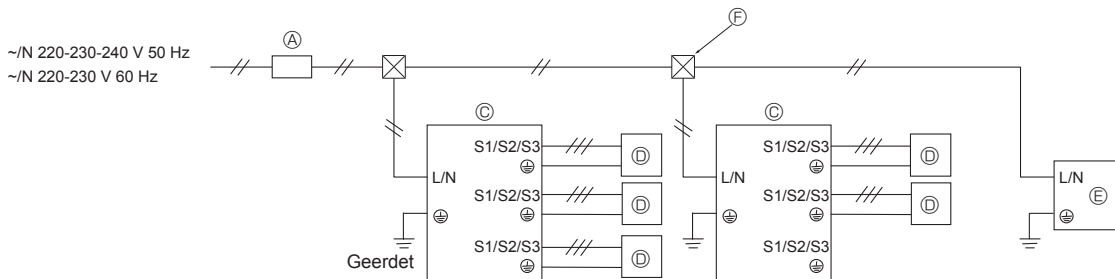 ~/N 220-230-240 V 50 Hz
~/N 220-230 V 60 Hz
Ⓐ
Ⓕ
Ⓒ
S1/S2/S3
Ⓓ
L/N
S1/S2/S3
Ⓓ
S1/S2/S3
Ⓓ
Geerdet
Ⓒ
S1/S2/S3
Ⓓ
L/N
S1/S2/S3
Ⓓ
S1/S2/S3
L/N
Ⓔ